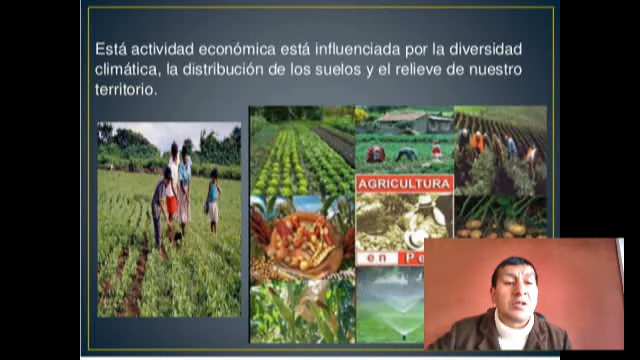 Está actividad económica está influenciada por la diversidad
climática, la distribución de los suelos y el relieve de nuestro
territorio.
AGRICULTURA
en